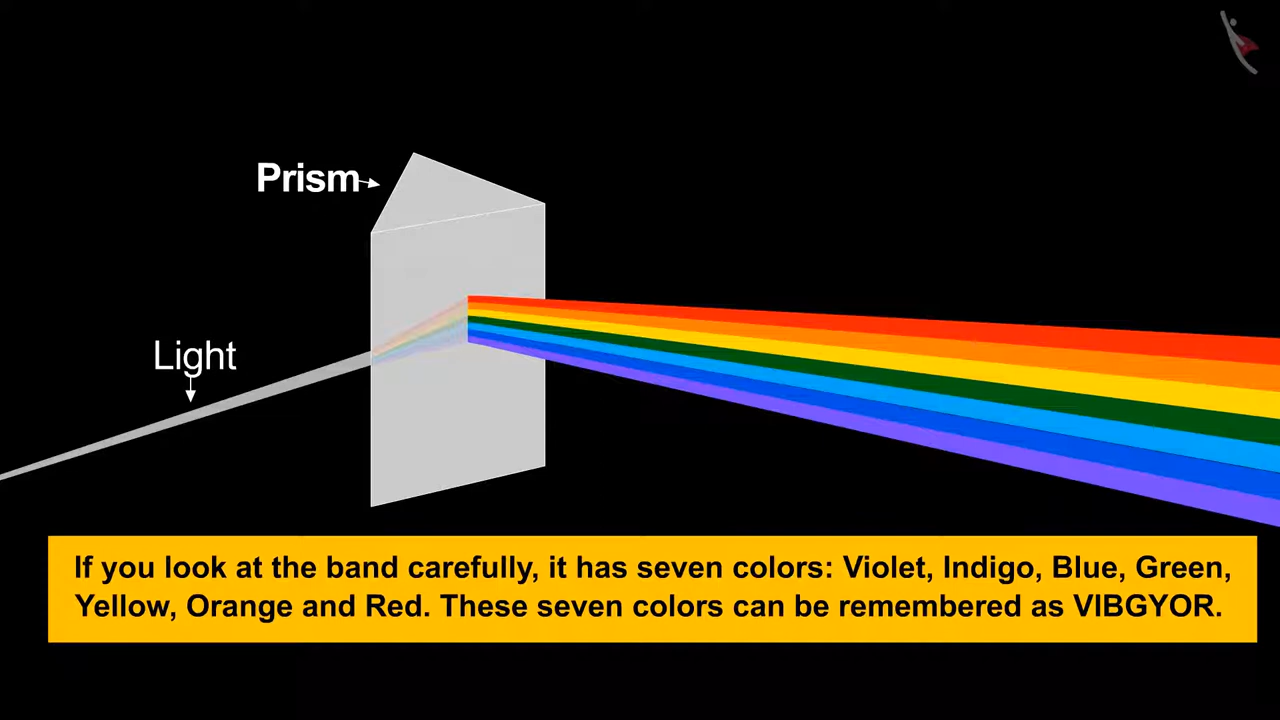 Prism
Light
If you look at the band carefully, it has seven colors: Violet, Indigo, Blue, Green,
Yellow, Orange and Red. These seven colors can be remembered as VIBGYOR.